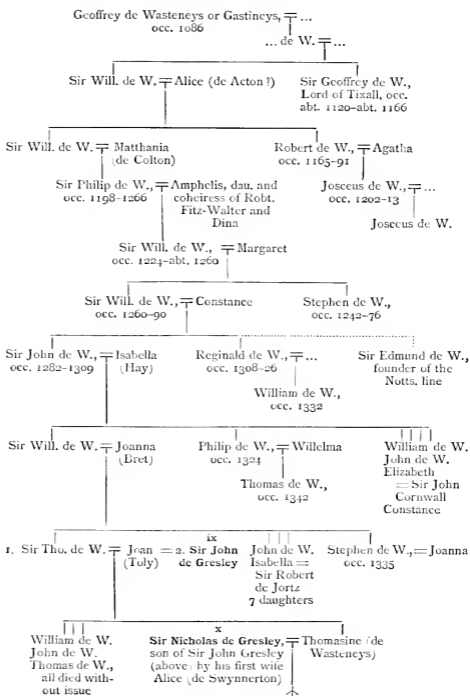 Geoffrey de Wasteneys or Gastineys, = ...
occ. 1086
... de W. = ...
Sir Will. de W. = Alice (de Acton ?) Sir Geoffrey de W.,
Lord of Tixall, occ.
abt. 1120-abt. 1166
Sir Will. de W. = Matthania Robert de W., = Agatha
(de Colton) occ. 1165-91
Sir Philip de W., = Amphelis, dau. and Josceus de W., = ...
occ. 1198-1266 coheiress of Robt. occ. 1202-13
Fitz-Walter and
Dina Josceus de W.
Sir Will. de W., = Margaret
occ. 1224-abt. 1260
Sir Will. de W., = Constance Stephen de W.,
occ. 1260-90 occ. 1242-76
Sir John de W., = Isabella Reginald de W., = ... Sir Edmund de W.,
occ. 1282-1309 (Hay) occ. 1308-26 founder of the
Notts. line
William de W.,
occ. 1332
Sir Will. de W. = Joanna Philip de W., = Willelma William de W.
(Bret) occ. 1324 John de W.
Elizabeth
Thomas de W., = Sir John
occ. 1342 Cornwall
Constance
ix
1. Sir Tho. de W. = Joan = 2. Sir John John de W. Stephen de W., = Joanna
(Toly) de Gresley Isabella = occ. 1335
Sir Robert
de Jortz
7 daughters
x
William de W. Sir Nicholas de Gresley, = Thomasine (de
John de W. son of Sir John Gresley Wasteneys)
Thomas de W., (above) by his first wife
all died with- Alice (de Swynnerton)
out issue